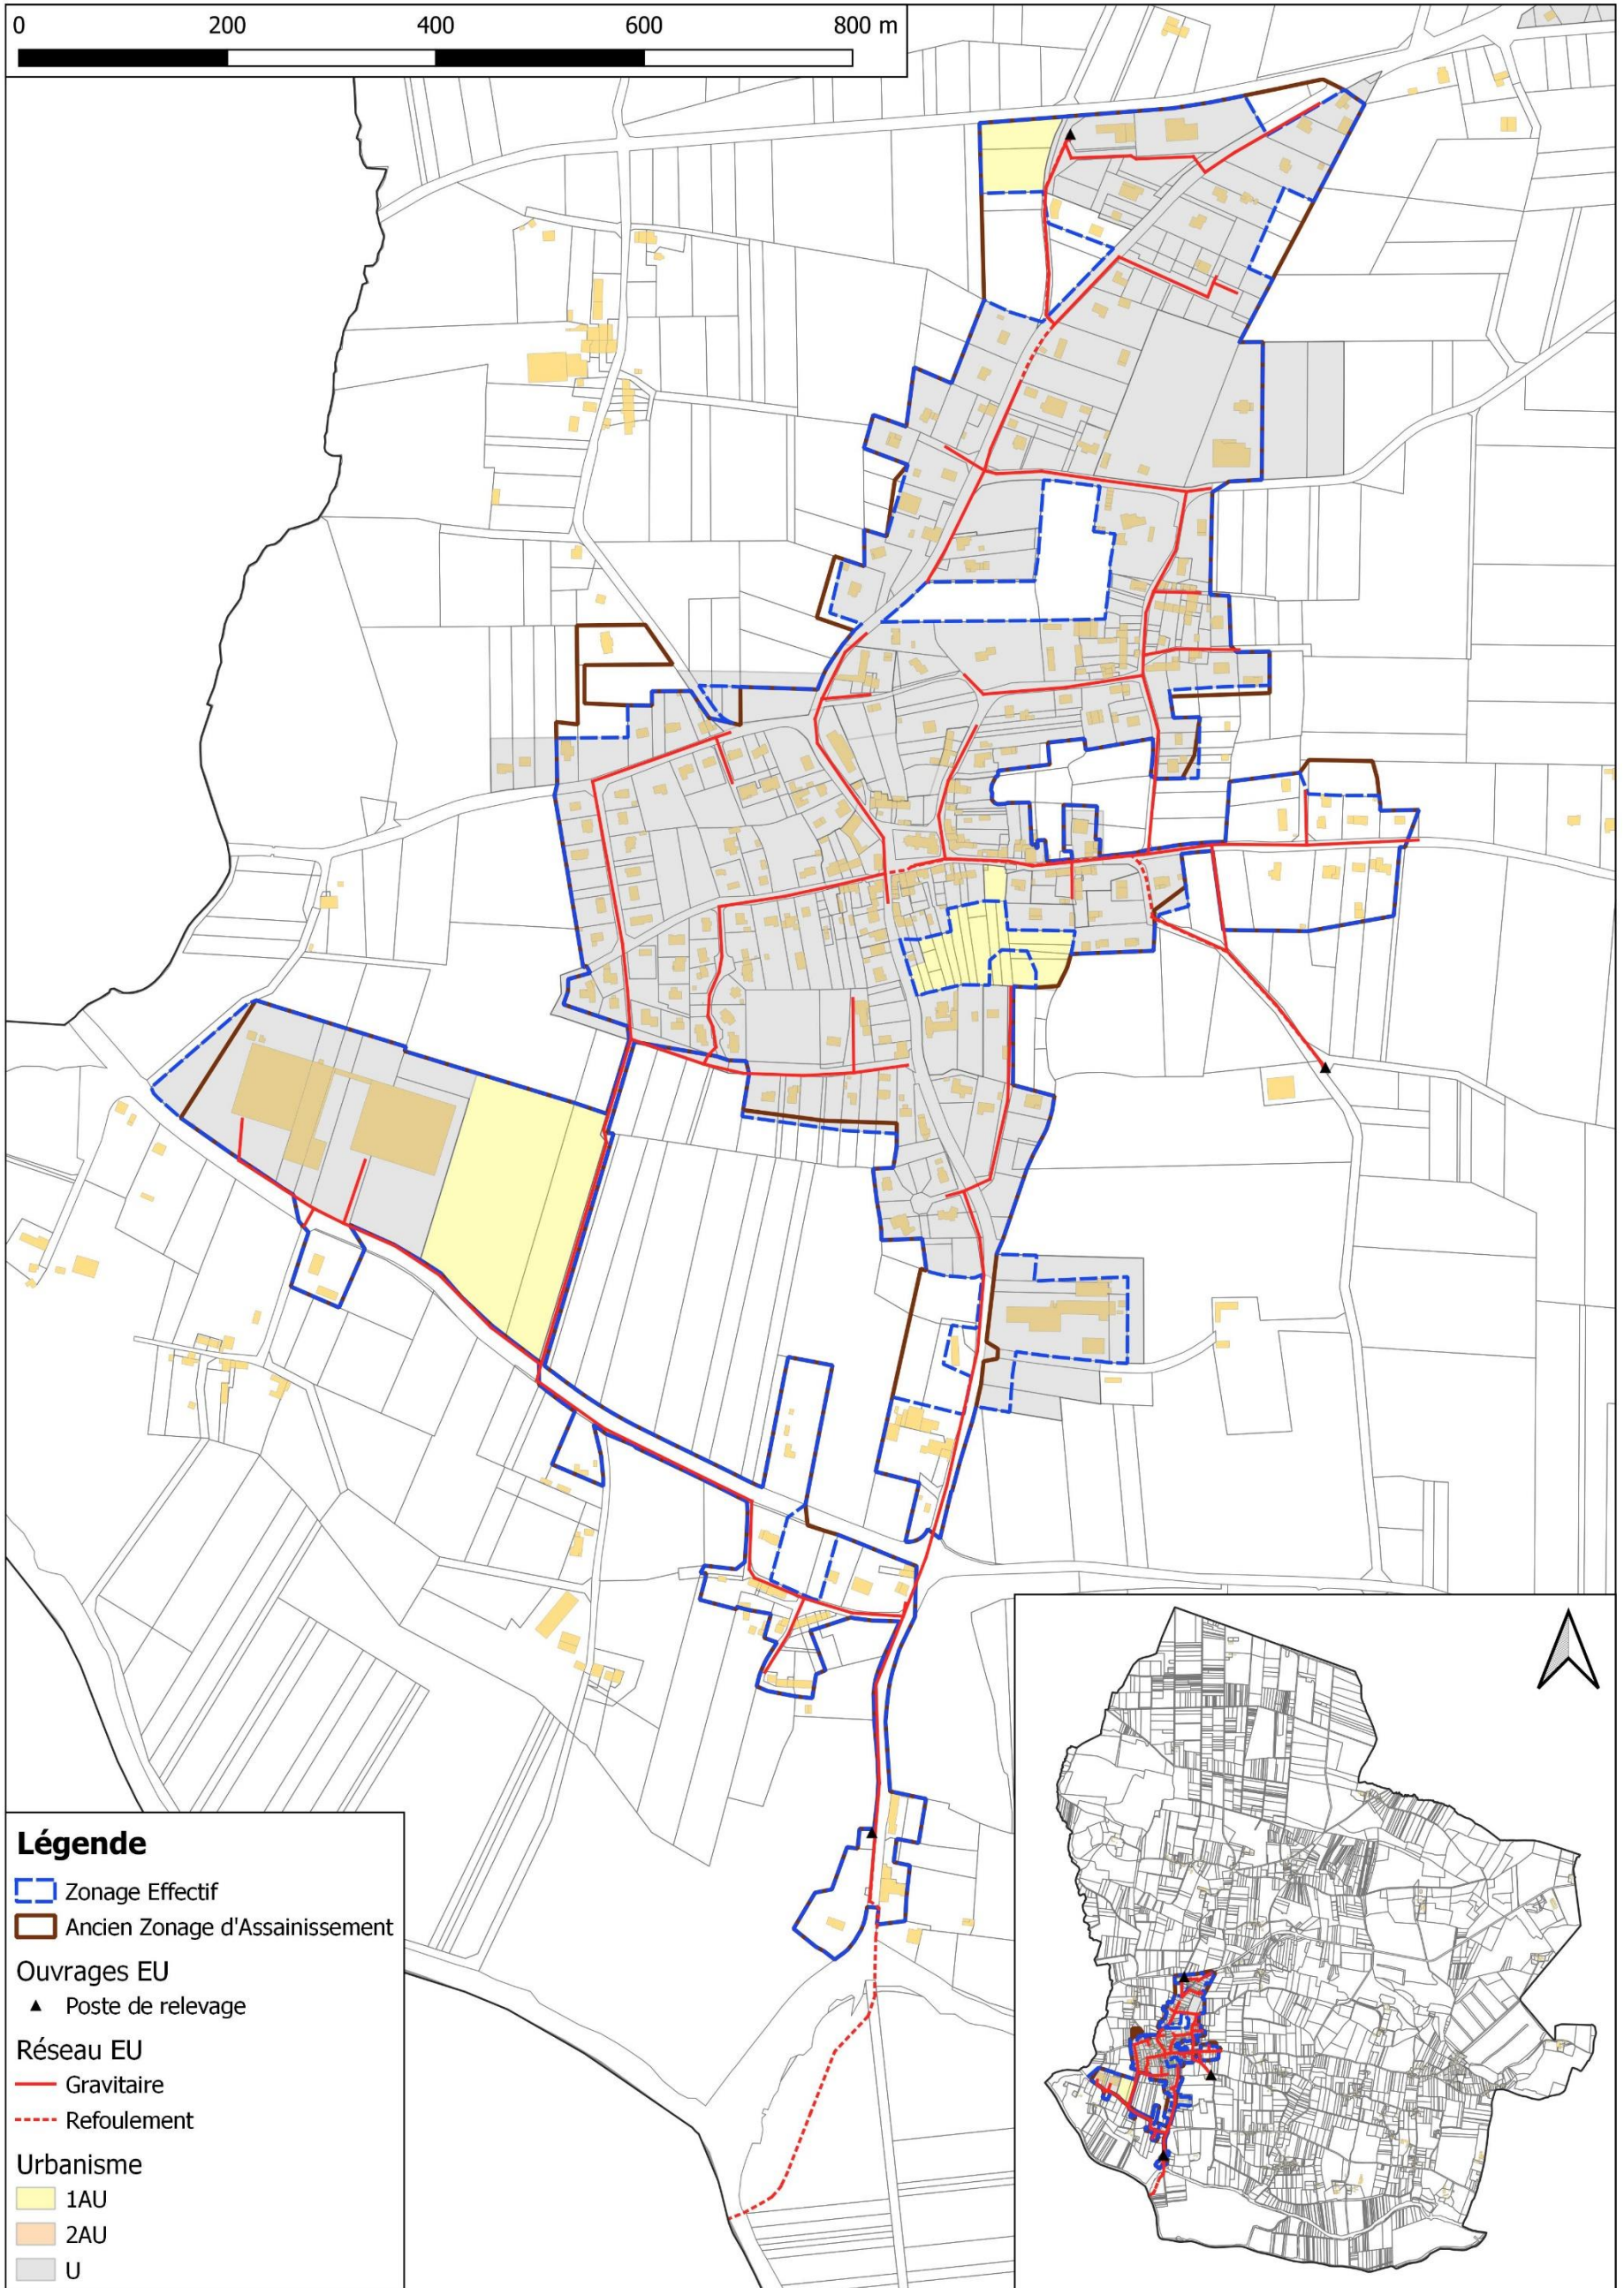 0 200 400 600 800 m
Légende
Zonage Effectif
Ancien Zonage d'Assainissement
Ouvrages EU
Poste de relevage
Réseau EU
Gravitaire
Refoulement
Urbanisme
1AU
2AU
U